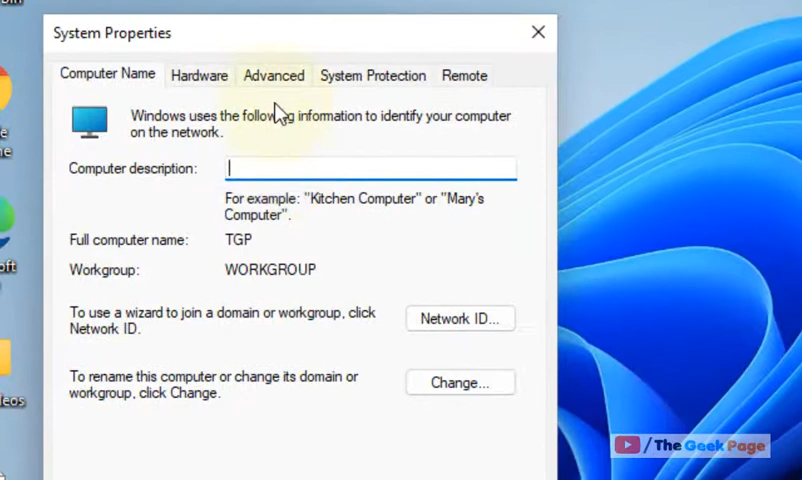 System Properties
Computer Name
Hardware
Advanced
System Protection
Remote
Windows uses the following information to identify your computer
on the network.
Computer description:
For example: "Kitchen Computer" or "Mary's
Computer".
Full computer name:
TGP
Workgroup:
WORKGROUP
To use a wizard to join a domain or workgroup, click
Network ID.
Network ID...
To rename this computer or change its domain or
workgroup, click Change.
Change...
/The Geek Page